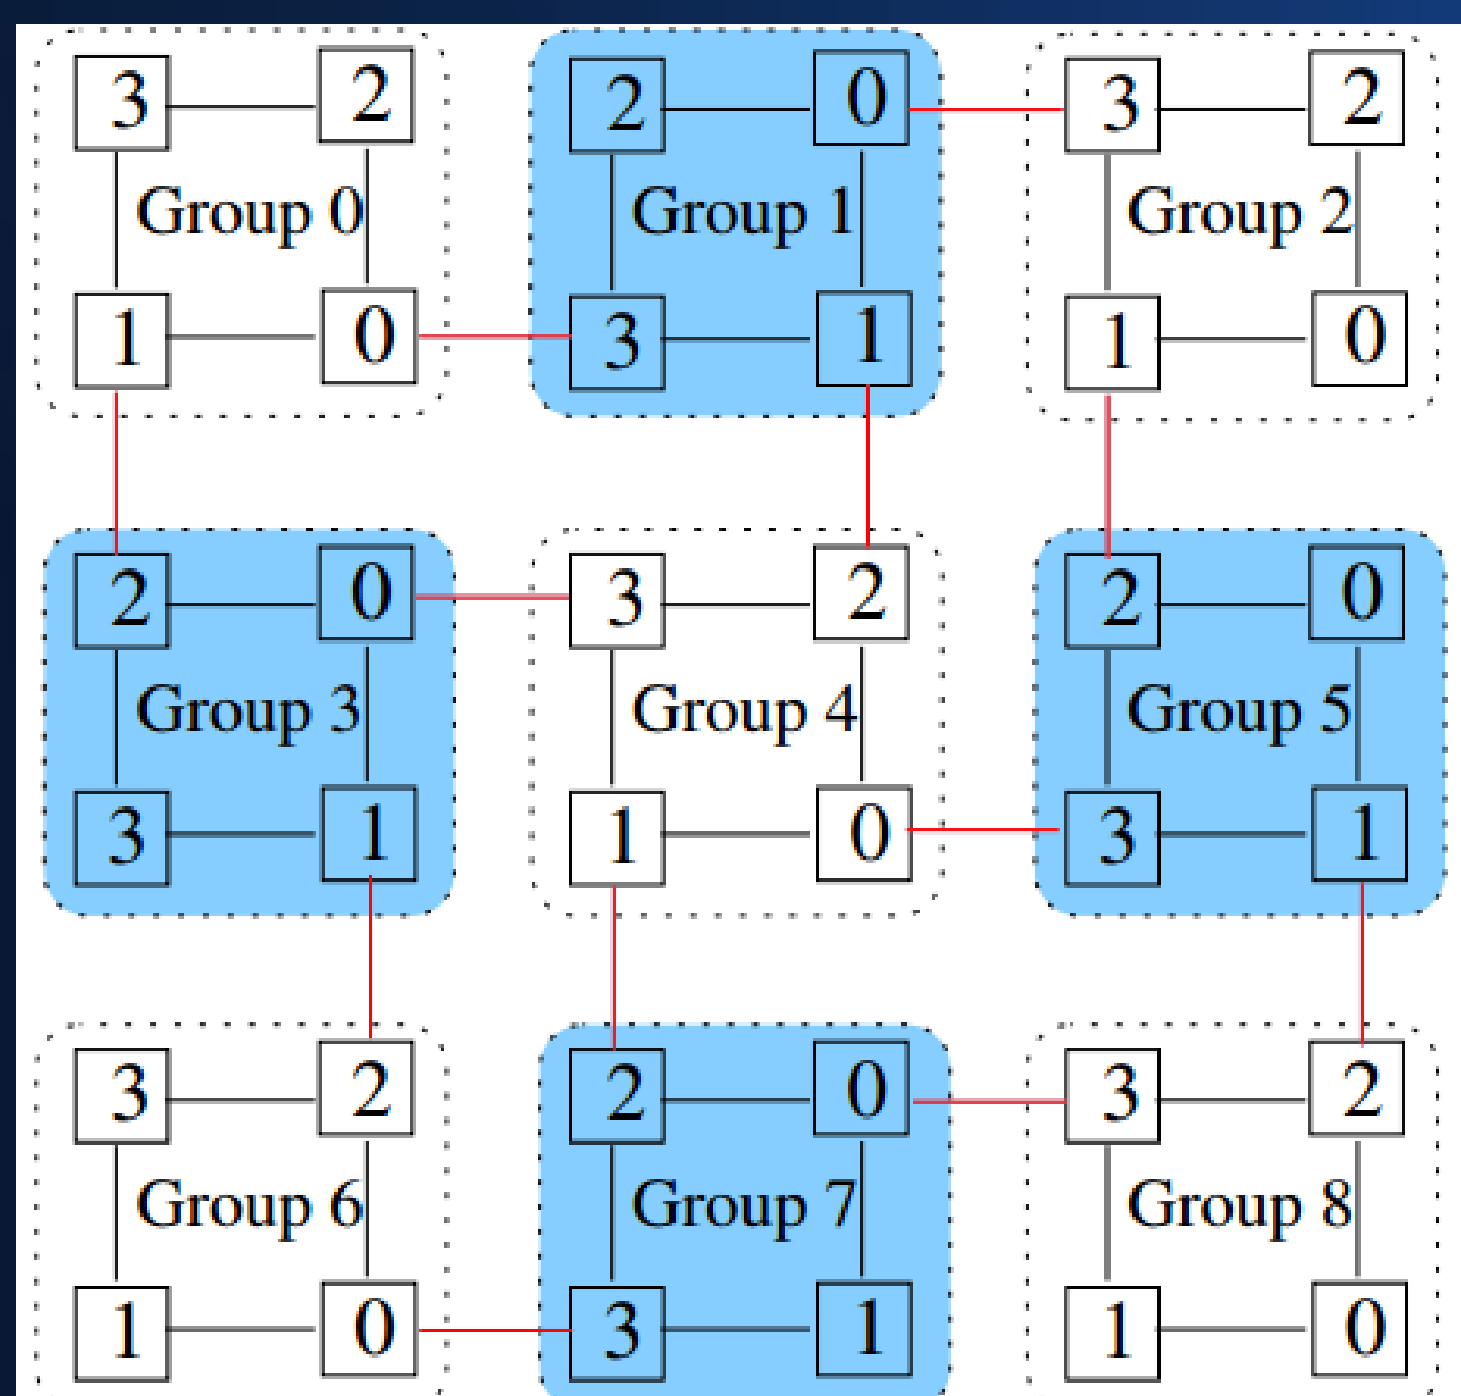 3 2 2 0 3 2
Group 0 Group 1 Group 2
1 0 3 1 1 0
2 0 3 2 2 0
Group 3 Group 4 Group 5
3 1 1 0 3 1
3 2 2 0 3 2
Group 6 Group 7 Group 8
1 0 3 1 1 0